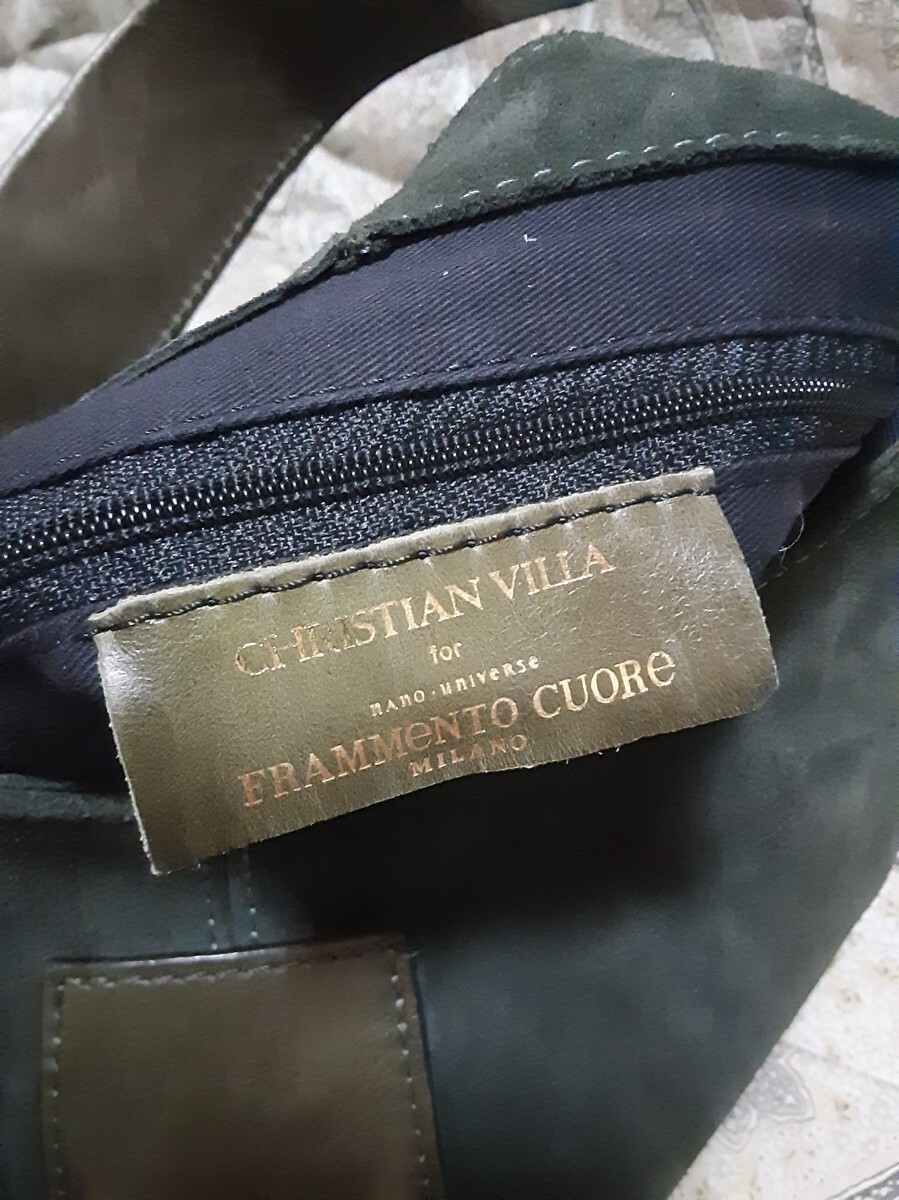 CHRISTIAN VILLA
for
nano·universe
FRAMMeNTO CUORe
MILANO